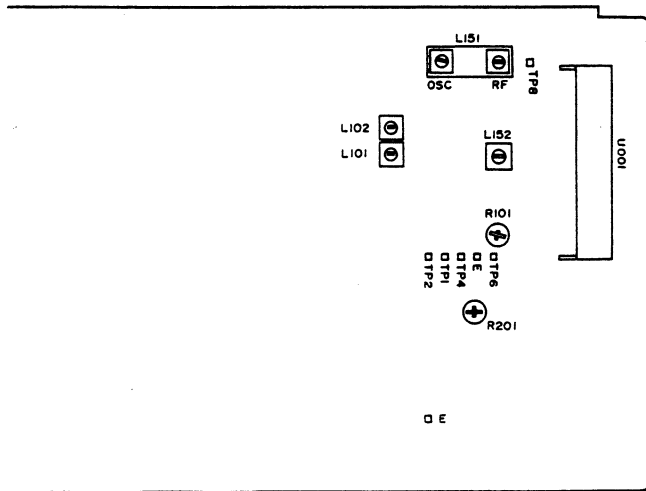 L151
OSC
RF
TP8
L102
L101
L152
U001
R101
TP2
TP1
TP4
E
TP6
R201
E